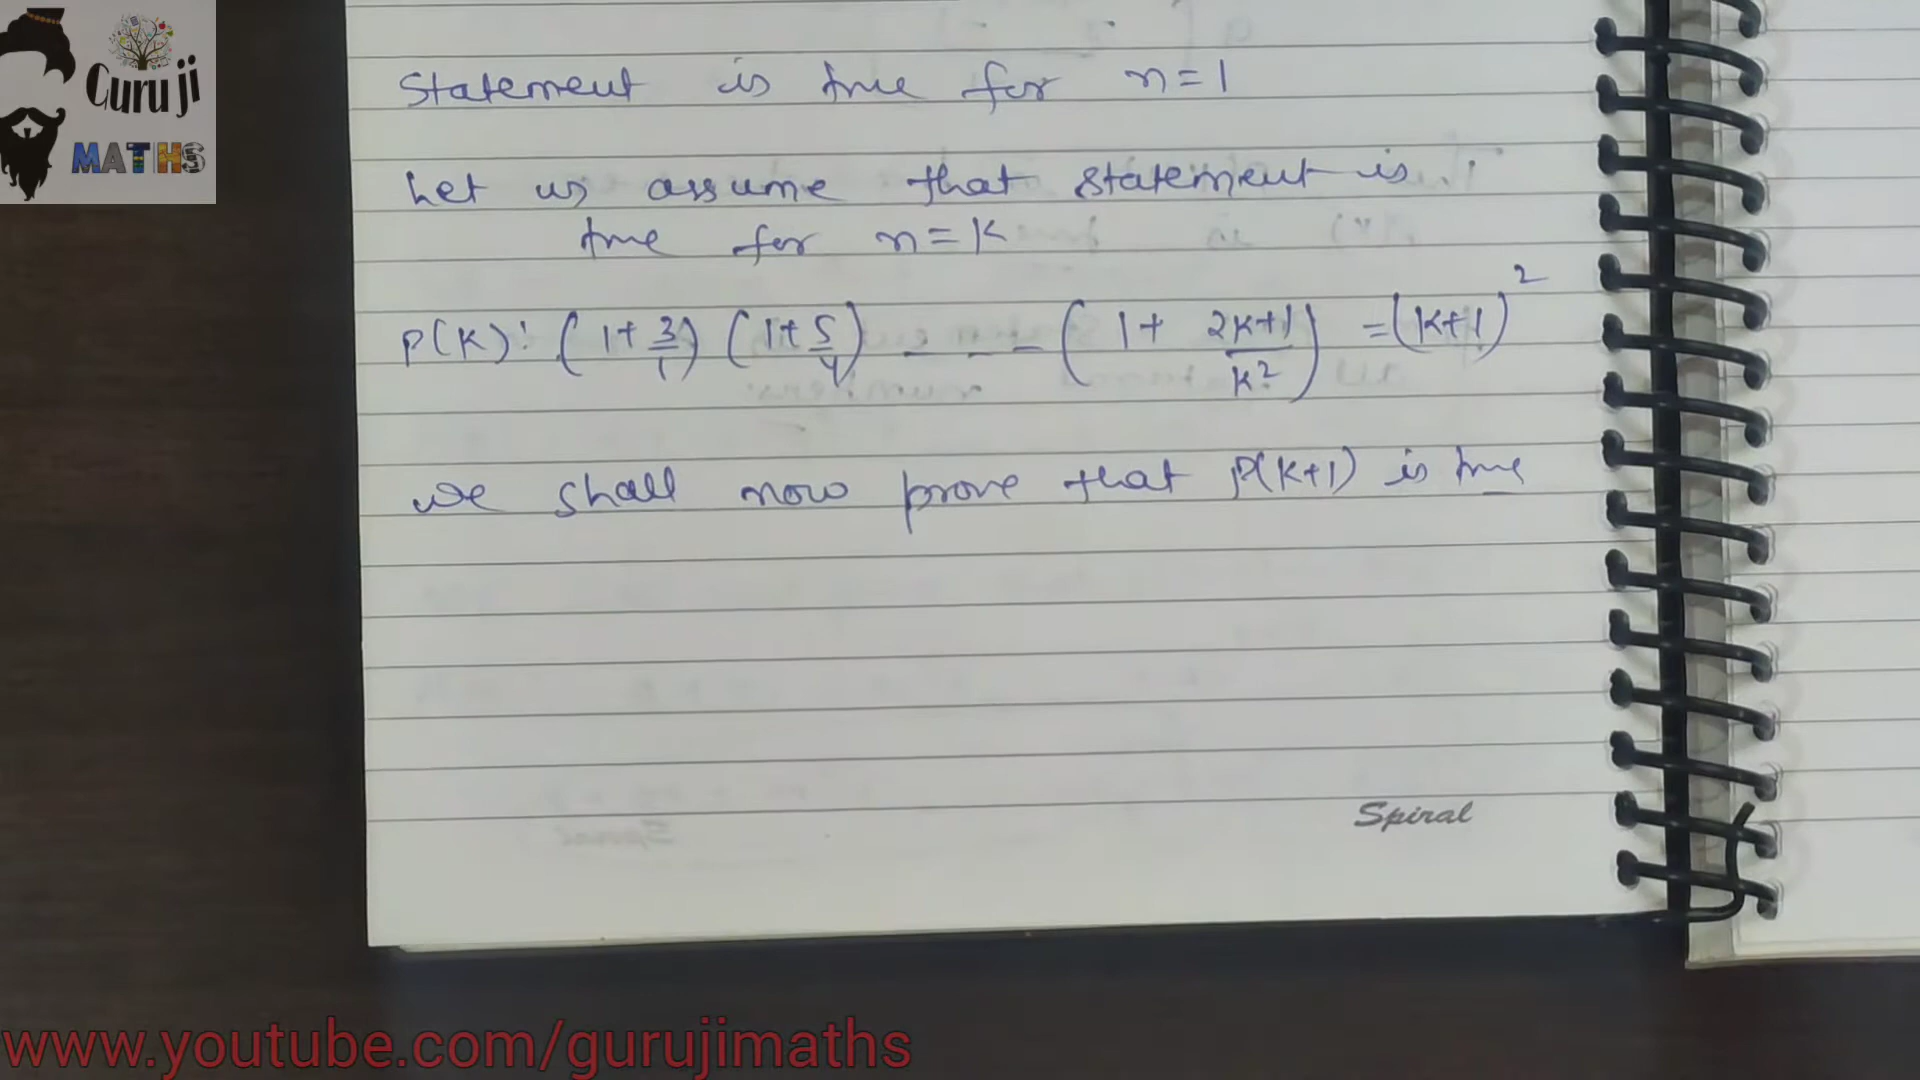 Guruji
MATHS
Statement is true for n=1
Let us assume that statement is
true for n=k
P(k): (1+3/1) (1+5/4) - - - (1+ 2k+1/k²) = (k+1)²
we shall now prove that P(k+1) is true
Spiral
www.youtube.com/gurujimaths